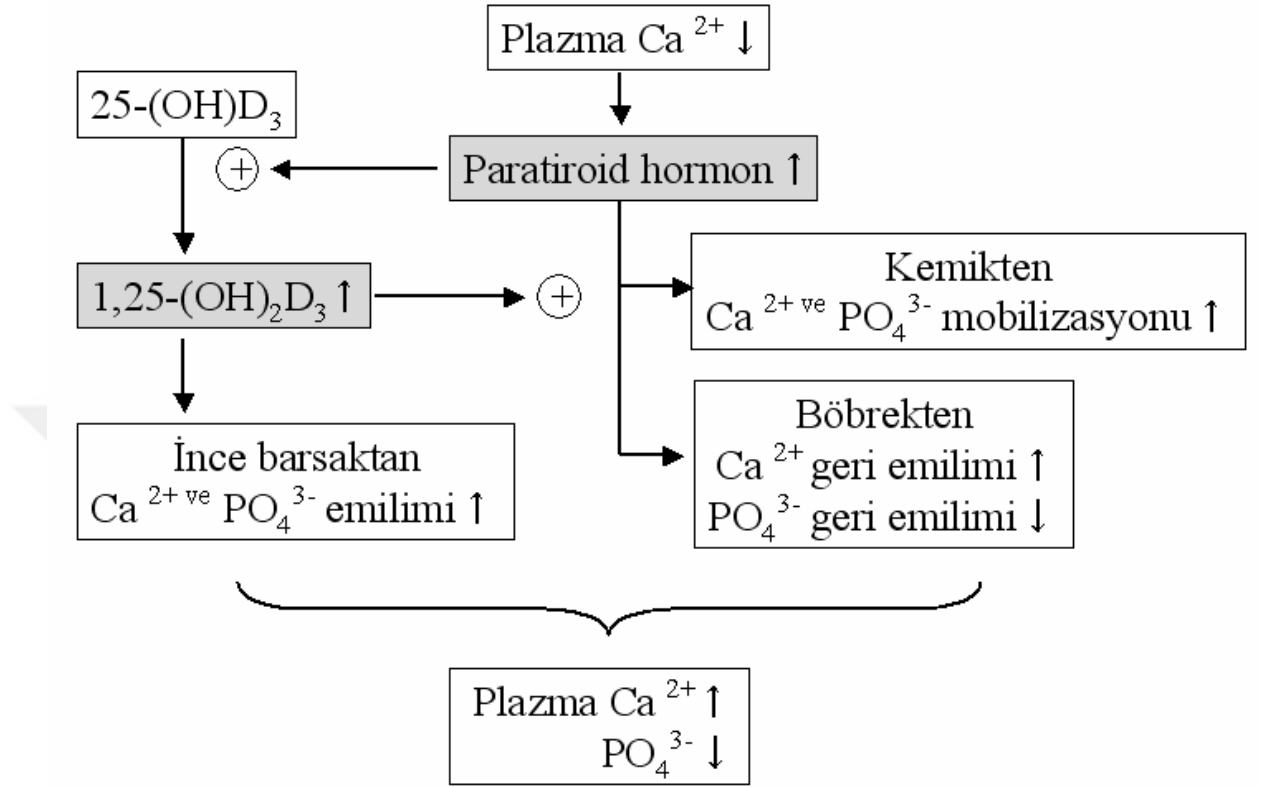 Plazma Ca 2+ ↓
25-(OH)D3
+
Paratiroid hormon ↑
1,25-(OH)2D3 ↑
+
Kemikten
Ca 2+ ve PO4 3- mobilizasyonu ↑
İnce barsaktan
Ca 2+ ve PO4 3- emilimi ↑
Böbrekten
Ca 2+ geri emilimi ↑
PO4 3- geri emilimi ↓
Plazma Ca 2+ ↑
PO4 3- ↓